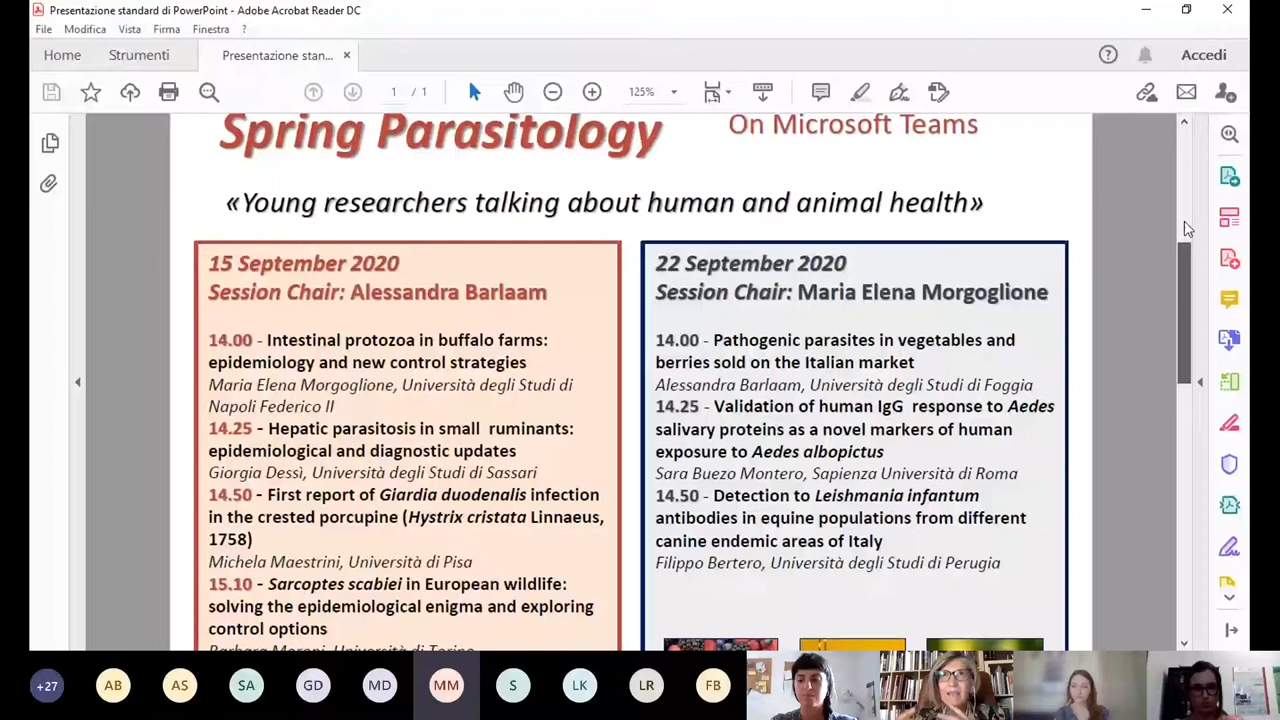 Presentazione standard di PowerPoint - Adobe Acrobat Reader DC
File Modifica Vista Firma Finestra ?
Home Strumenti Presentazione stan... × Accedi
1 / 1 125%
Spring Parasitology
On Microsoft Teams
«Young researchers talking about human and animal health»
15 September 2020
Session Chair: Alessandra Barlaam
14.00 - Intestinal protozoa in buffalo farms:
epidemiology and new control strategies
Maria Elena Morgoglione, Università degli Studi di
Napoli Federico II
14.25 - Hepatic parasitosis in small ruminants:
epidemiological and diagnostic updates
Giorgia Dessì, Università degli Studi di Sassari
14.50 - First report of Giardia duodenalis infection
in the crested porcupine (Hystrix cristata Linnaeus,
1758)
Michela Maestrini, Università di Pisa
15.10 - Sarcoptes scabiei in European wildlife:
solving the epidemiological enigma and exploring
control options
Barbara Moroni, Università di Torino
22 September 2020
Session Chair: Maria Elena Morgoglione
14.00 - Pathogenic parasites in vegetables and
berries sold on the Italian market
Alessandra Barlaam, Università degli Studi di Foggia
14.25 - Validation of human IgG response to Aedes
salivary proteins as a novel markers of human
exposure to Aedes albopictus
Sara Buezo Montero, Sapienza Università di Roma
14.50 - Detection to Leishmania infantum
antibodies in equine populations from different
canine endemic areas of Italy
Filippo Bertero, Università degli Studi di Perugia
+27 AB AS SA GD MD MM S LK LR FB